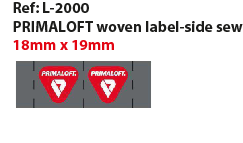 Ref: L-2000
PRIMALOFT woven label-side sew
18mm x 19mm
PRIMALOFT. PRIMALOFT.